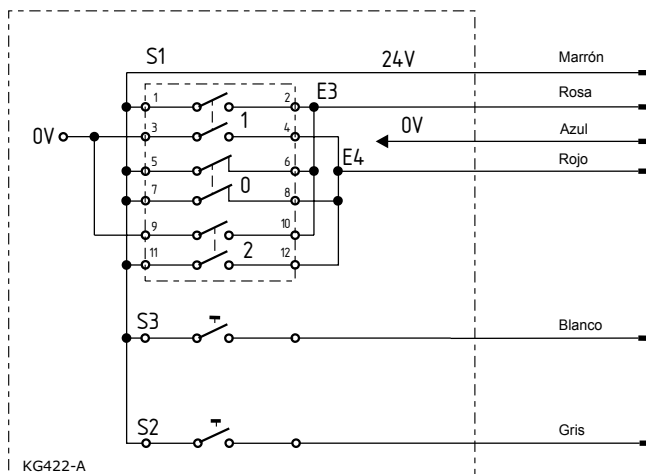 S1
24V
Marrón
1
2
E3
Rosa
0V
3
1
4
0V
Azul
5
6
E4
Rojo
7
0
8
9
10
11
2
12
S3
Blanco
S2
Gris
KG422-A